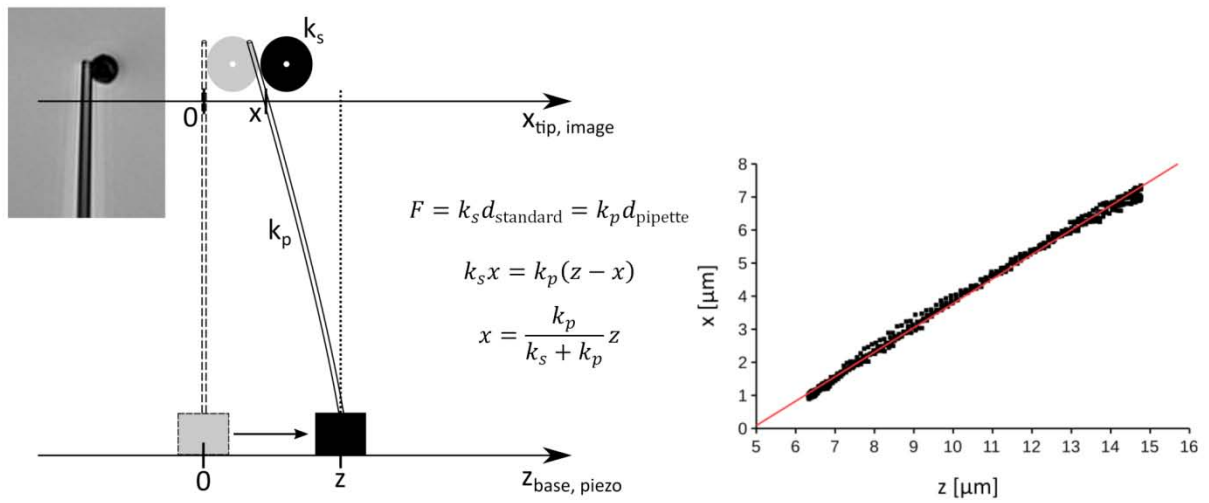 k_s
0
x
x_tip, image
k_p
F = k_s d_standard = k_p d_pipette
k_s x = k_p(z − x)
x = k_p / (k_s + k_p) z
0
z
z_base, piezo
x [µm]
8
7
6
5
4
3
2
1
0
5 6 7 8 9 10 11 12 13 14 15 16
z [µm]